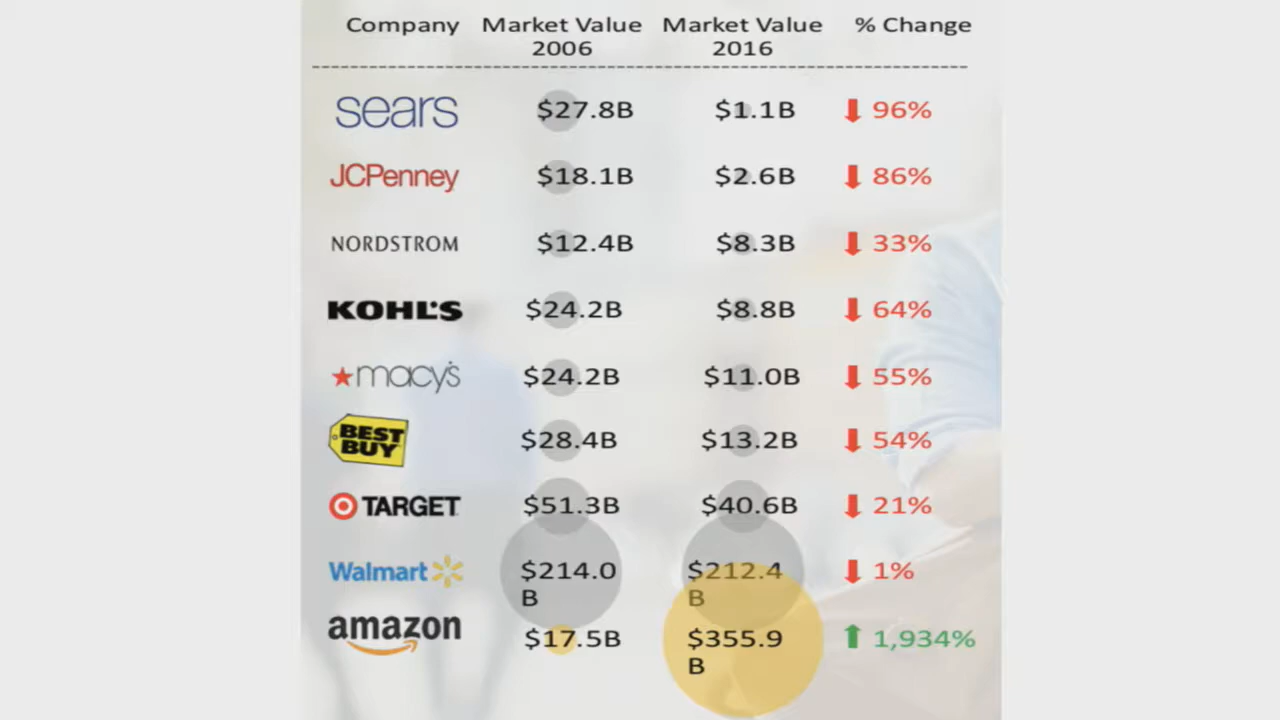 Company Market Value 2006 Market Value 2016 % Change
sears $27.8B $1.1B 96%
JCPenney $18.1B $2.6B 86%
NORDSTROM $12.4B $8.3B 33%
KOHL'S $24.2B $8.8B 64%
macy's $24.2B $11.0B 55%
BEST BUY $28.4B $13.2B 54%
TARGET $51.3B $40.6B 21%
Walmart $214.0B $212.4B 1%
amazon $17.5B $355.9B 1,934%